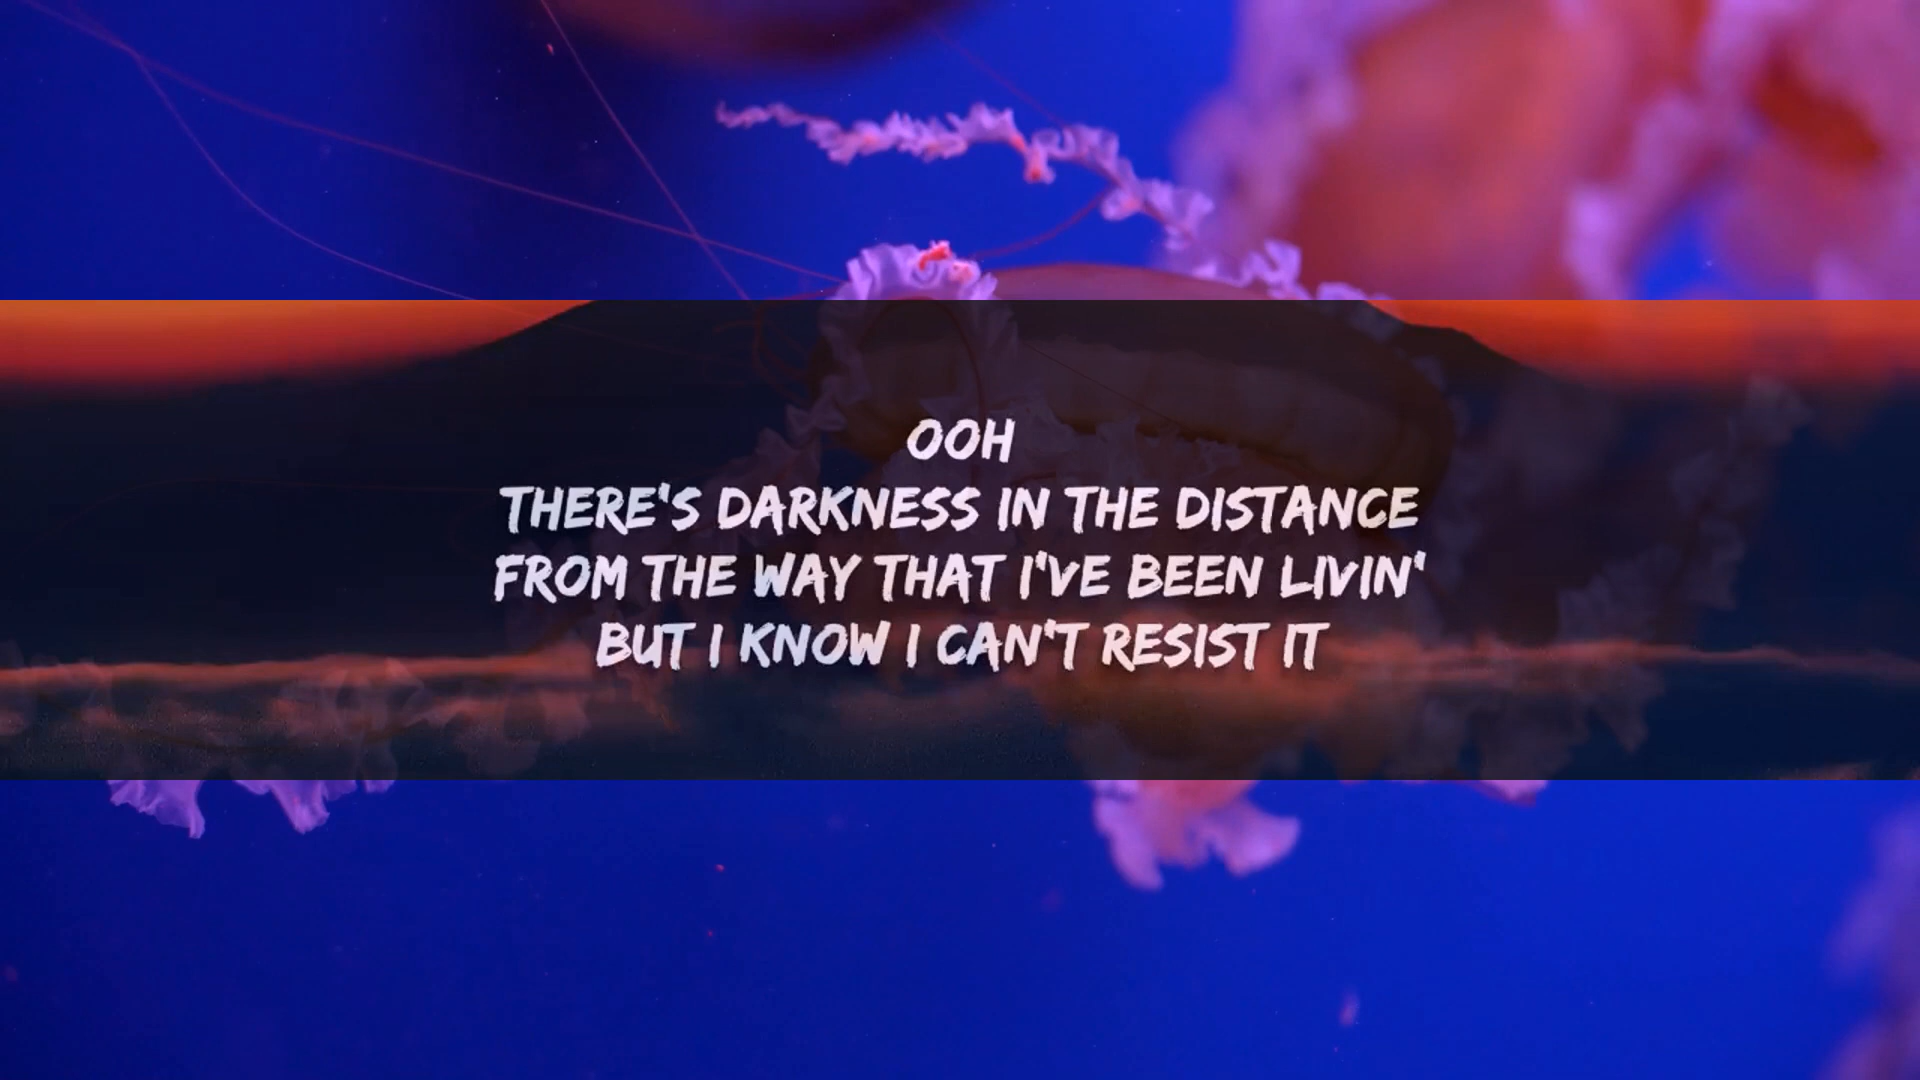 OOH
THERE'S DARKNESS IN THE DISTANCE
FROM THE WAY THAT I'VE BEEN LIVIN'
BUT I KNOW I CAN'T RESIST IT